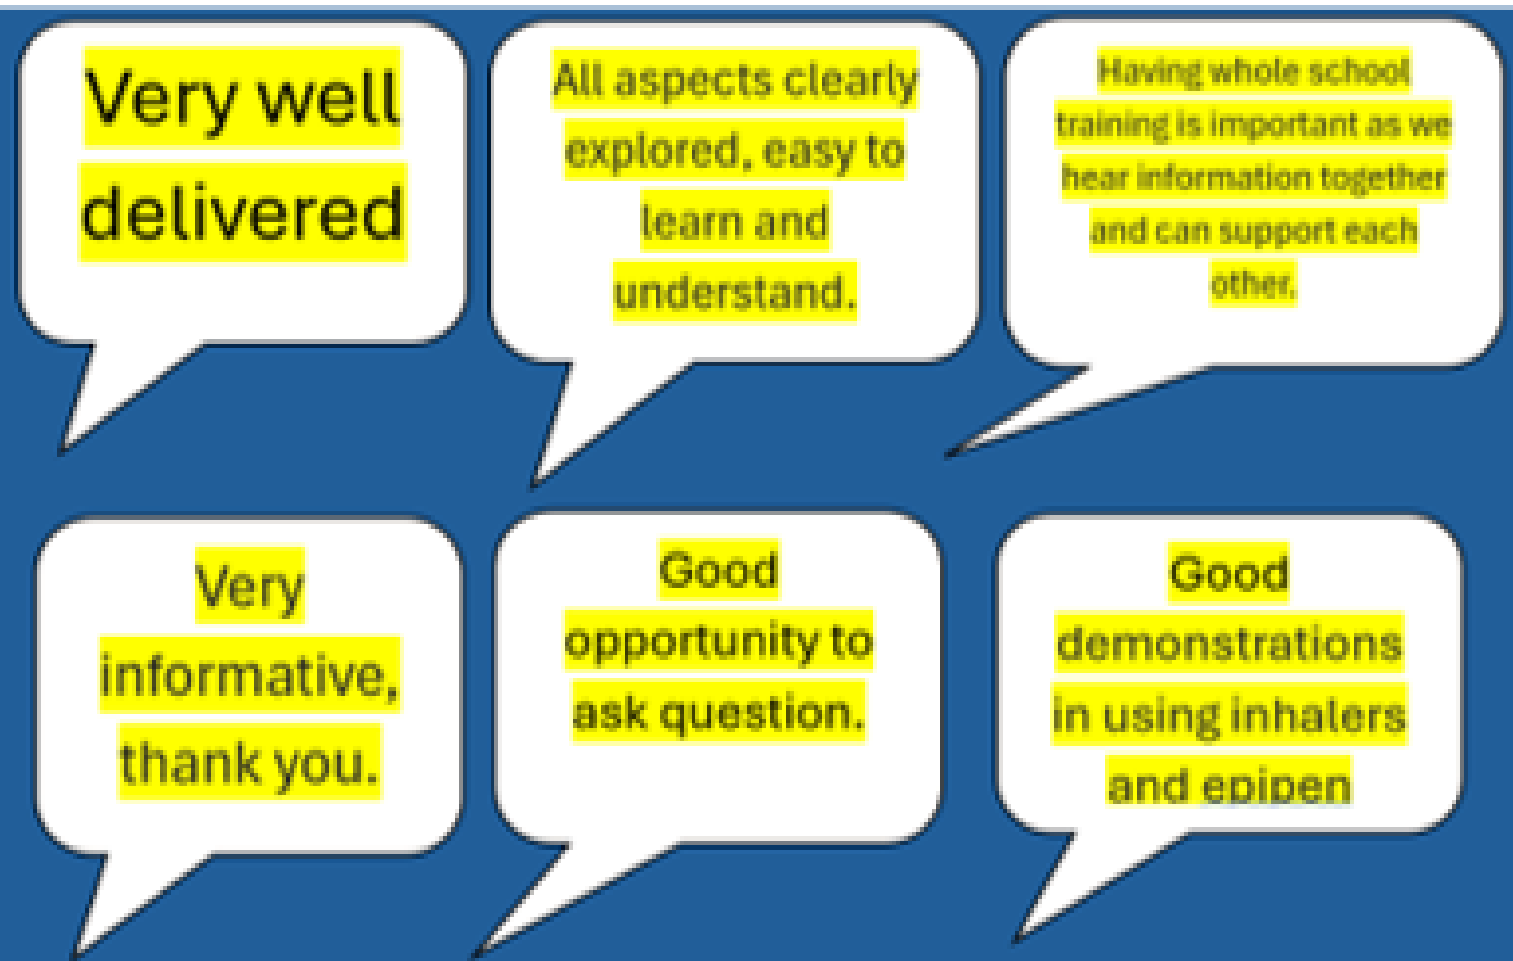 Very well
delivered
All aspects clearly
explored, easy to
learn and
understand.
Having whole school
training is important as we
hear information together
and can support each
other.
Very
informative,
thank you.
Good
opportunity to
ask question.
Good
demonstrations
in using inhalers
and epipen